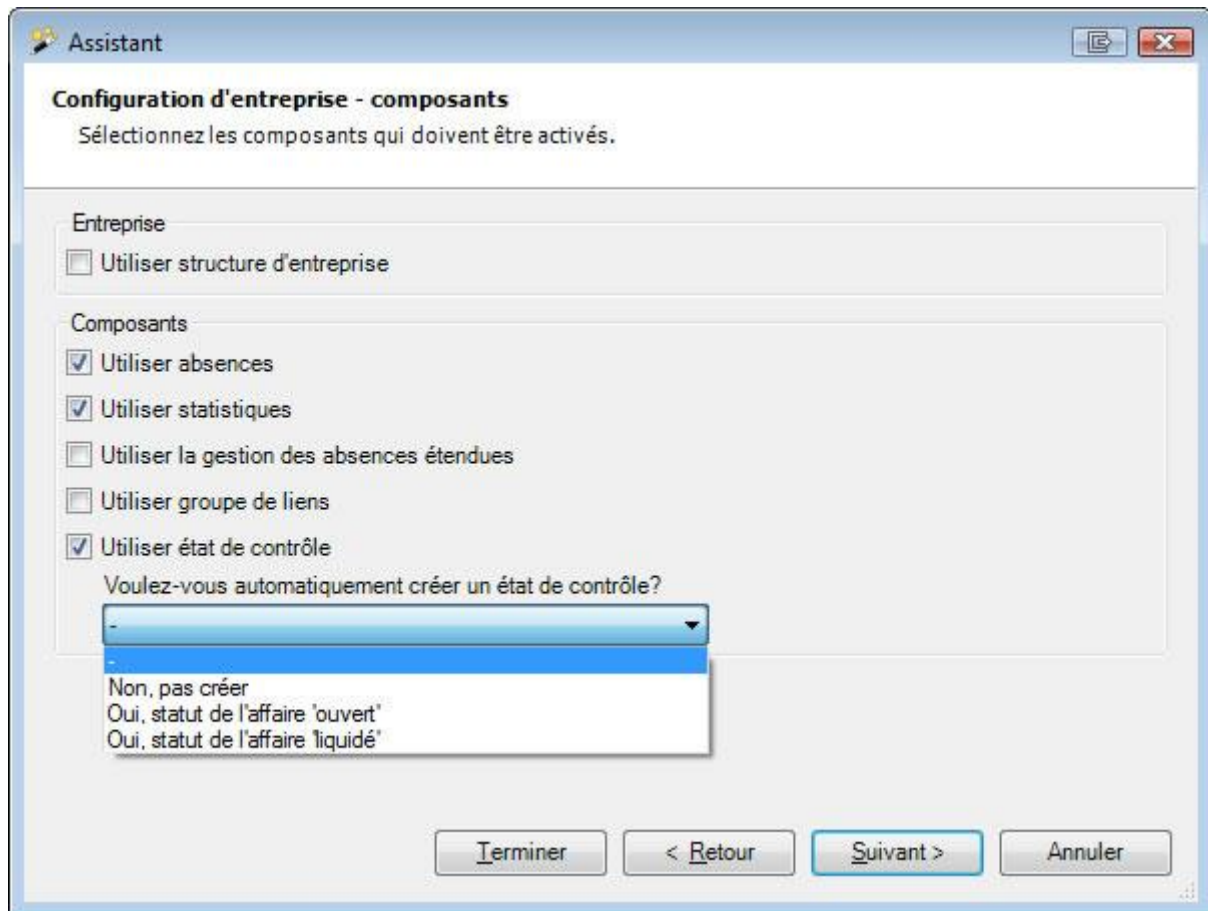 Assistant
Configuration d'entreprise - composants
Sélectionnez les composants qui doivent être activés.
Entreprise
Utiliser structure d'entreprise
Composants
Utiliser absences
Utiliser statistiques
Utiliser la gestion des absences étendues
Utiliser groupe de liens
Utiliser état de contrôle
Voulez-vous automatiquement créer un état de contrôle?
-
-
Non, pas créer
Oui, statut de l'affaire 'ouvert'
Oui, statut de l'affaire 'liquidé'
Terminer < Retour Suivant > Annuler